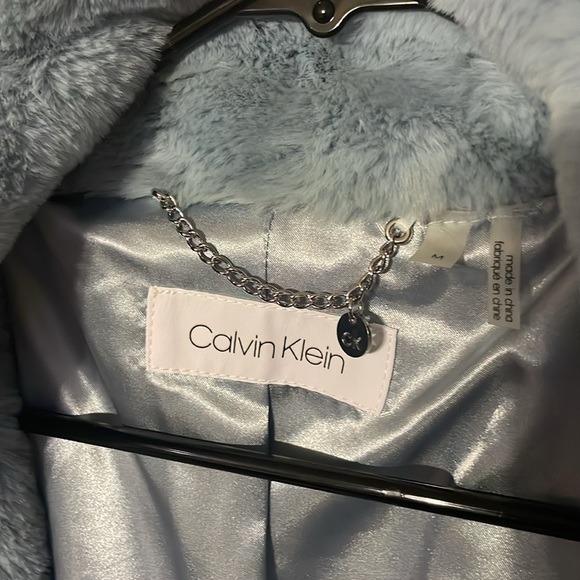 M
made in china
fabriqué en chine
Calvin Klein
CK